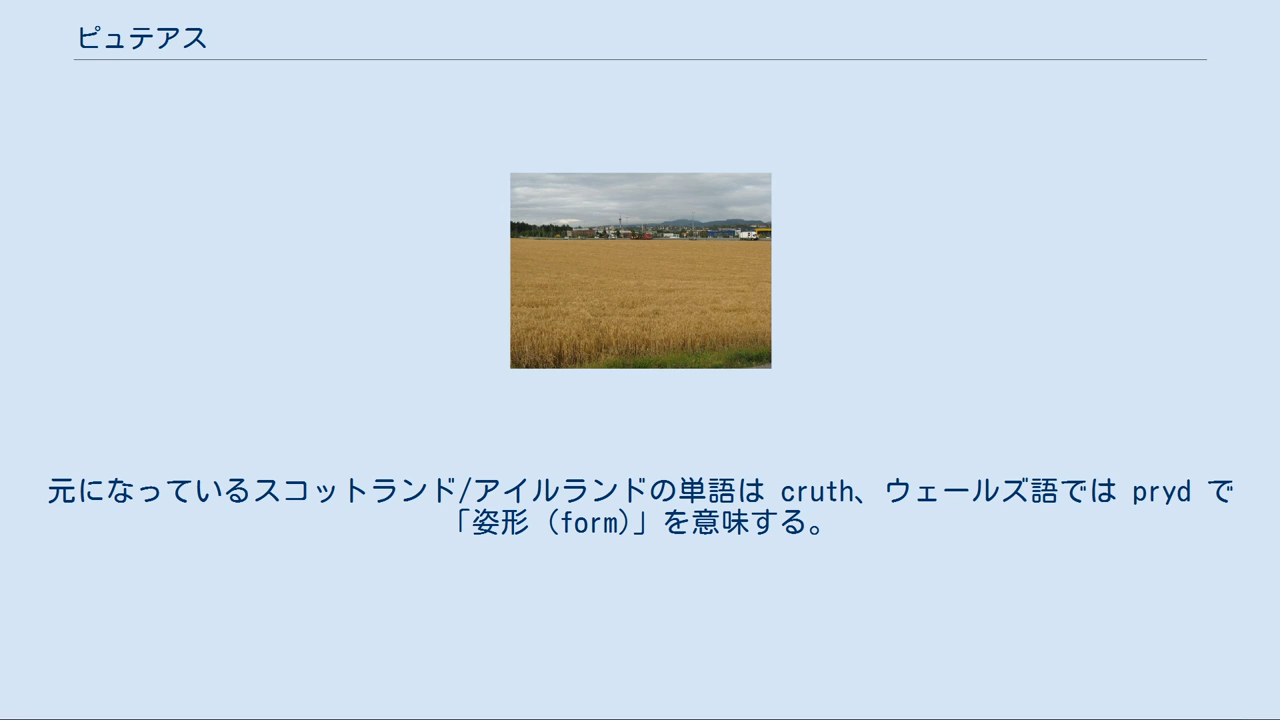 ピュテアス
元になっているスコットランド/アイルランドの単語は cruth、ウェールズ語では pryd で
「姿形 (form)」を意味する。